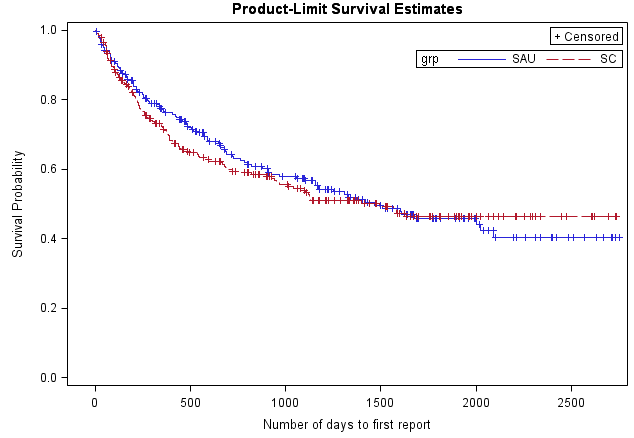 Product-Limit Survival Estimates
+ Censored
grp SAU SC
Survival Probability
1.0
0.8
0.6
0.4
0.2
0.0
0 500 1000 1500 2000 2500
Number of days to first report